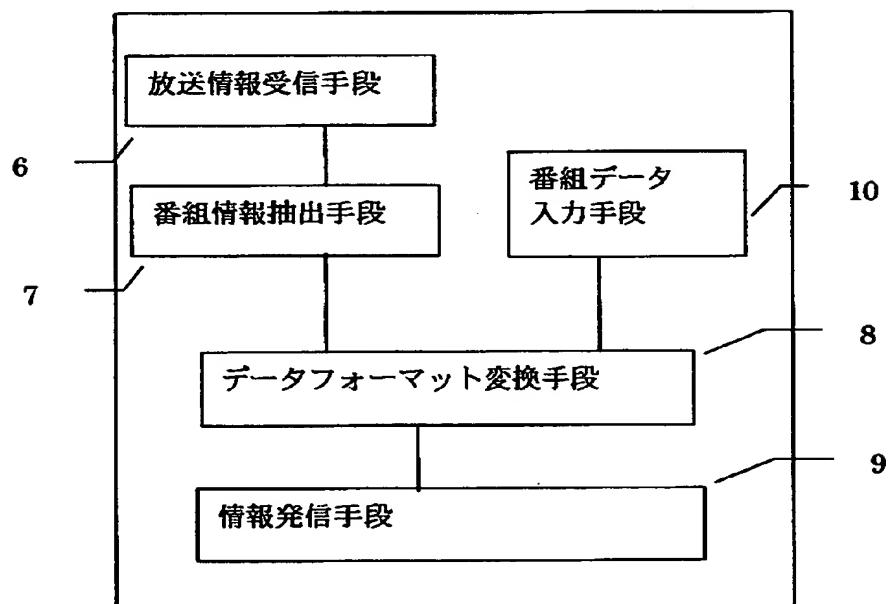 放送情報受信手段
6
番組データ
入力手段
10
番組情報抽出手段
7
8
データフォーマット変換手段
9
情報発信手段